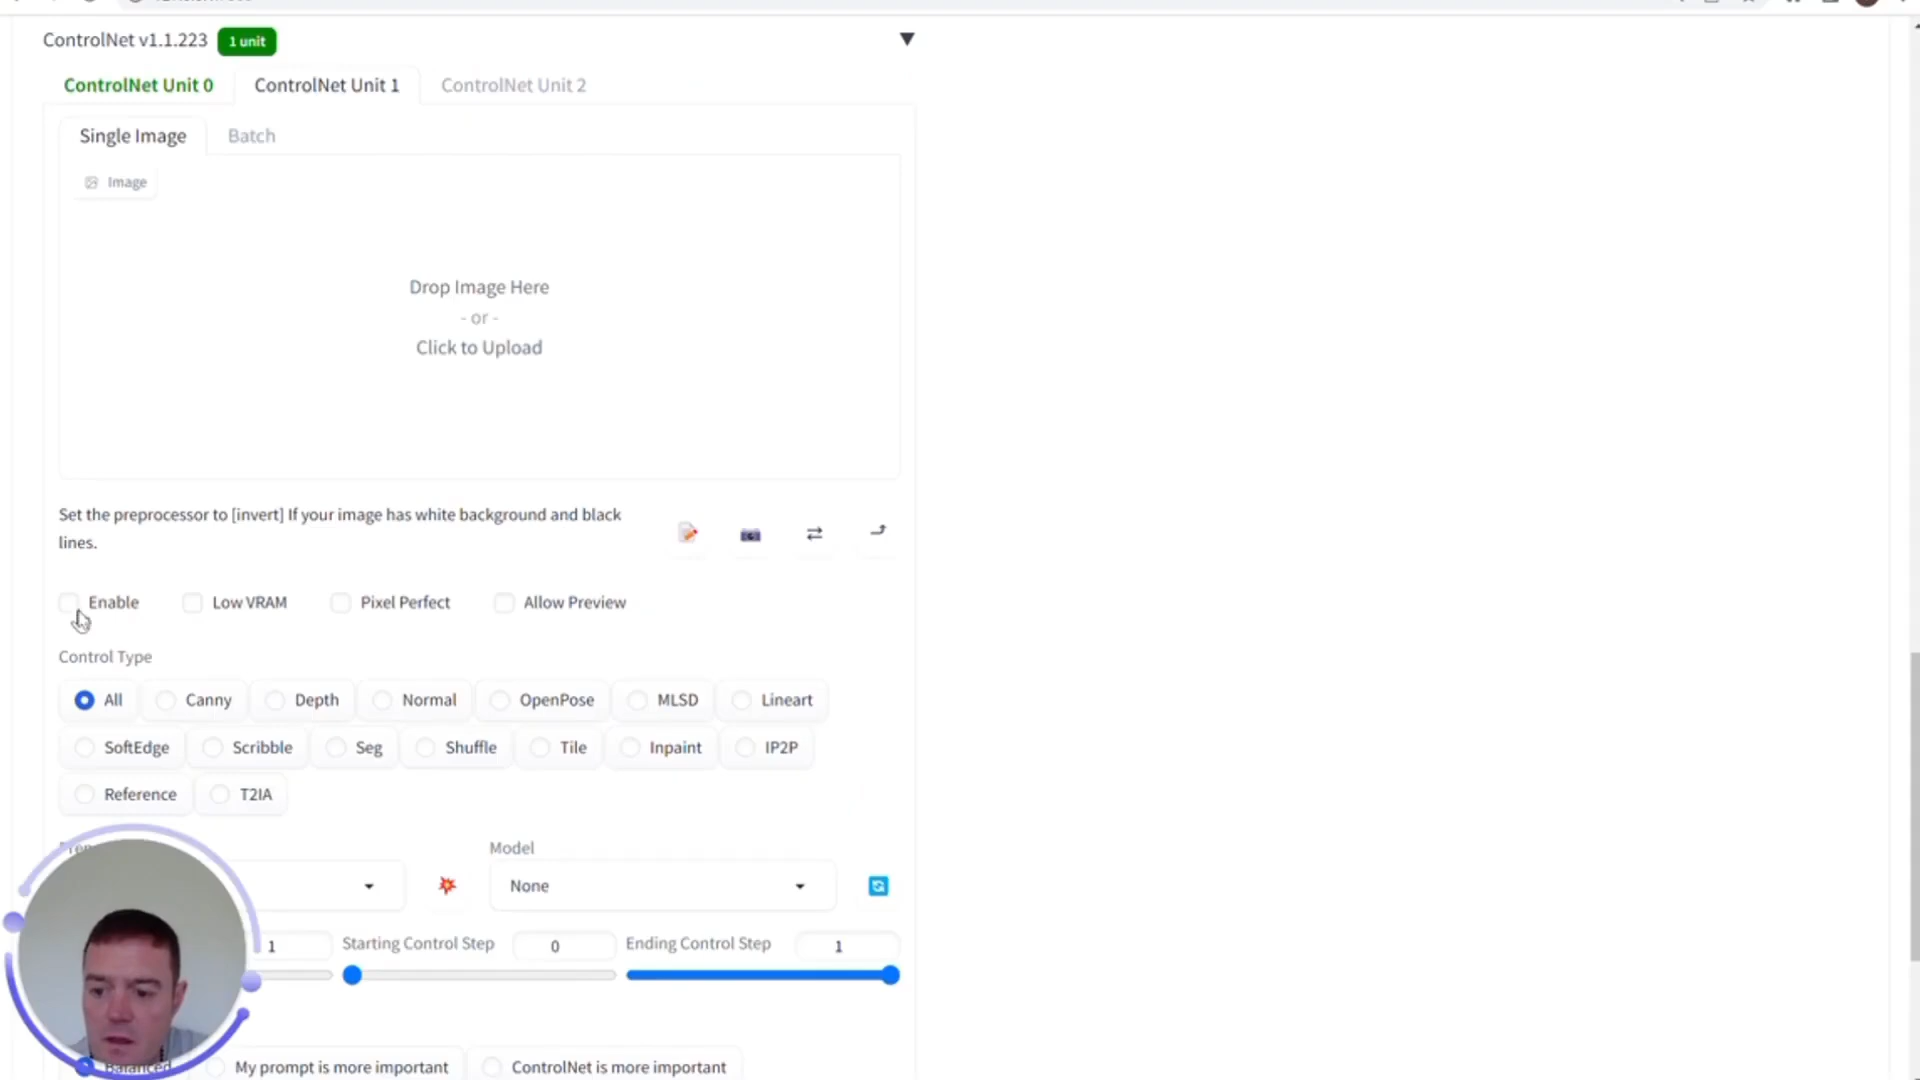 ControlNet v1.1.223 1 unit
ControlNet Unit 0 ControlNet Unit 1 ControlNet Unit 2
Single Image Batch
Image
Drop Image Here
- or -
Click to Upload
Set the preprocessor to [invert] If your image has white background and black
lines.
Enable Low VRAM Pixel Perfect Allow Preview
Control Type
All Canny Depth Normal OpenPose MLSD Lineart
SoftEdge Scribble Seg Shuffle Tile Inpaint IP2P
Reference T2IA
Model
None
1 Starting Control Step 0 Ending Control Step 1
Balanced My prompt is more important ControlNet is more important